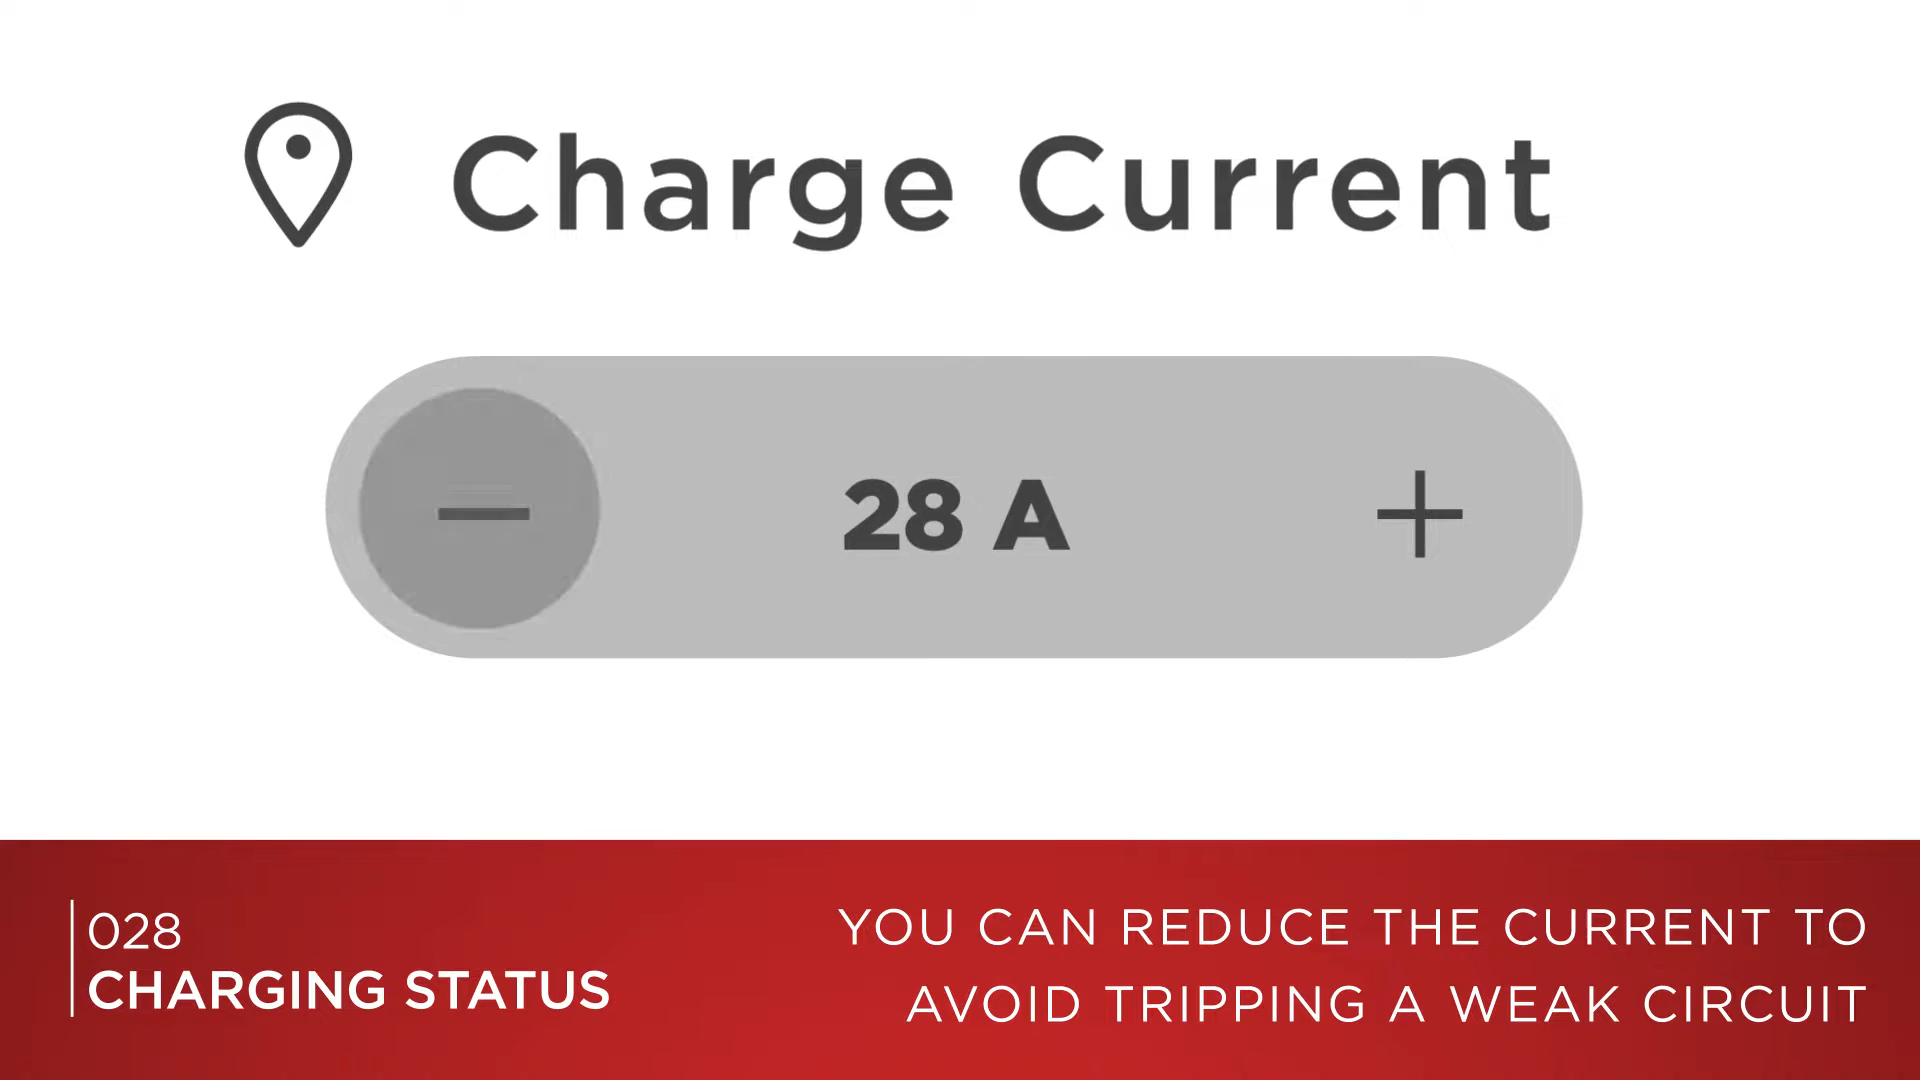 Charge Current
− 28 A +
028
CHARGING STATUS
YOU CAN REDUCE THE CURRENT TO
AVOID TRIPPING A WEAK CIRCUIT